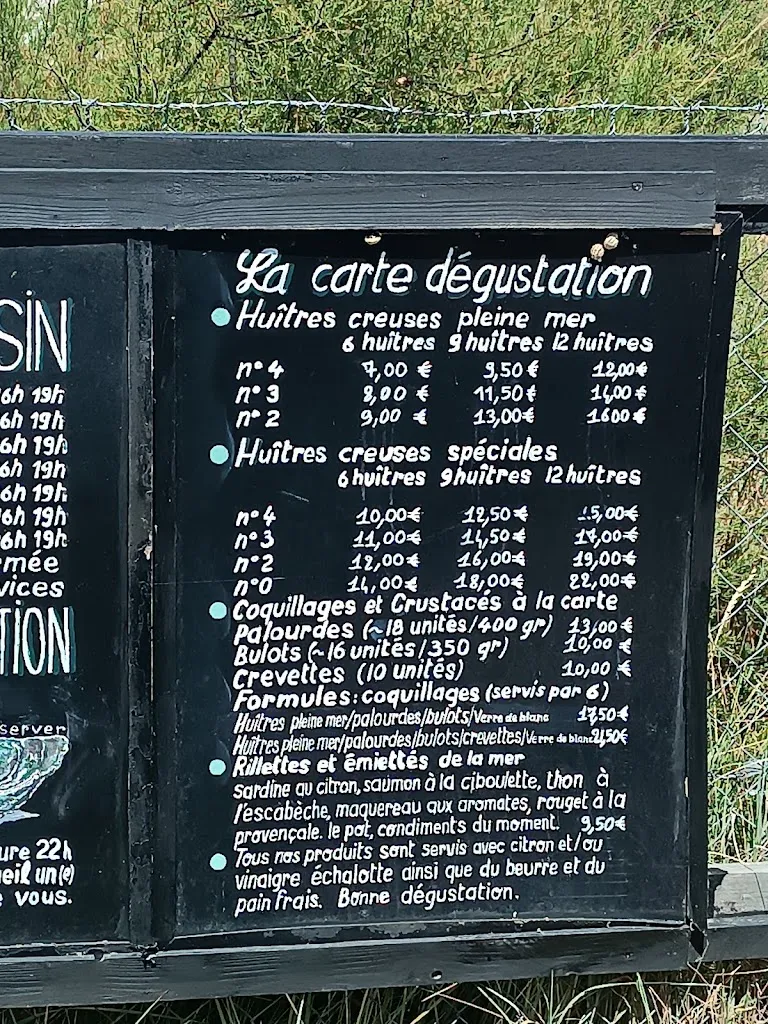 SIN
6h 19h
6h 19h
6h 19h
6h 19h
6h 19h
6h 19h
6h 19h
mée
vices
TION
server
ure 22h
eil un(e)
vous.
La carte dégustation
Huîtres creuses pleine mer
6 huîtres 9 huîtres 12 huîtres
n°4 7,00 € 9,50 € 12,00€
n°3 8,00 € 11,50 € 14,00€
n°2 9,00 € 13,00€ 1600€
Huîtres creuses spéciales
6 huîtres 9 huîtres 12 huîtres
n°4 10,00€ 12,50€ 15,00€
n°3 11,00€ 14,50€ 17,00€
n°2 12,00€ 16,00€ 19,00€
n°0 14,00€ 18,00€ 22,00€
Coquillages et Crustacés à la carte
Palourdes (~18 unités/400 gr) 13,00 €
Bulots (~16 unités/350 gr) 10,00 €
Crevettes (10 unités) 10,00 €
Formules: coquillages (servis par 6)
Huîtres pleine mer/palourdes/bulots/Verre de blanc 17,50€
Huîtres pleine mer/palourdes/bulots/crevettes/Verre de blanc 21,50€
Rillettes et émiettés de la mer
sardine au citron, saumon à la ciboulette, thon à
l'escabèche, maquereau aux aromates, rouget à la
provençale. le pot, condiments du moment. 9,50€
Tous nos produits sont servis avec citron et/ou
vinaigre échalotte ainsi que du beurre et du
pain frais. Bonne dégustation.